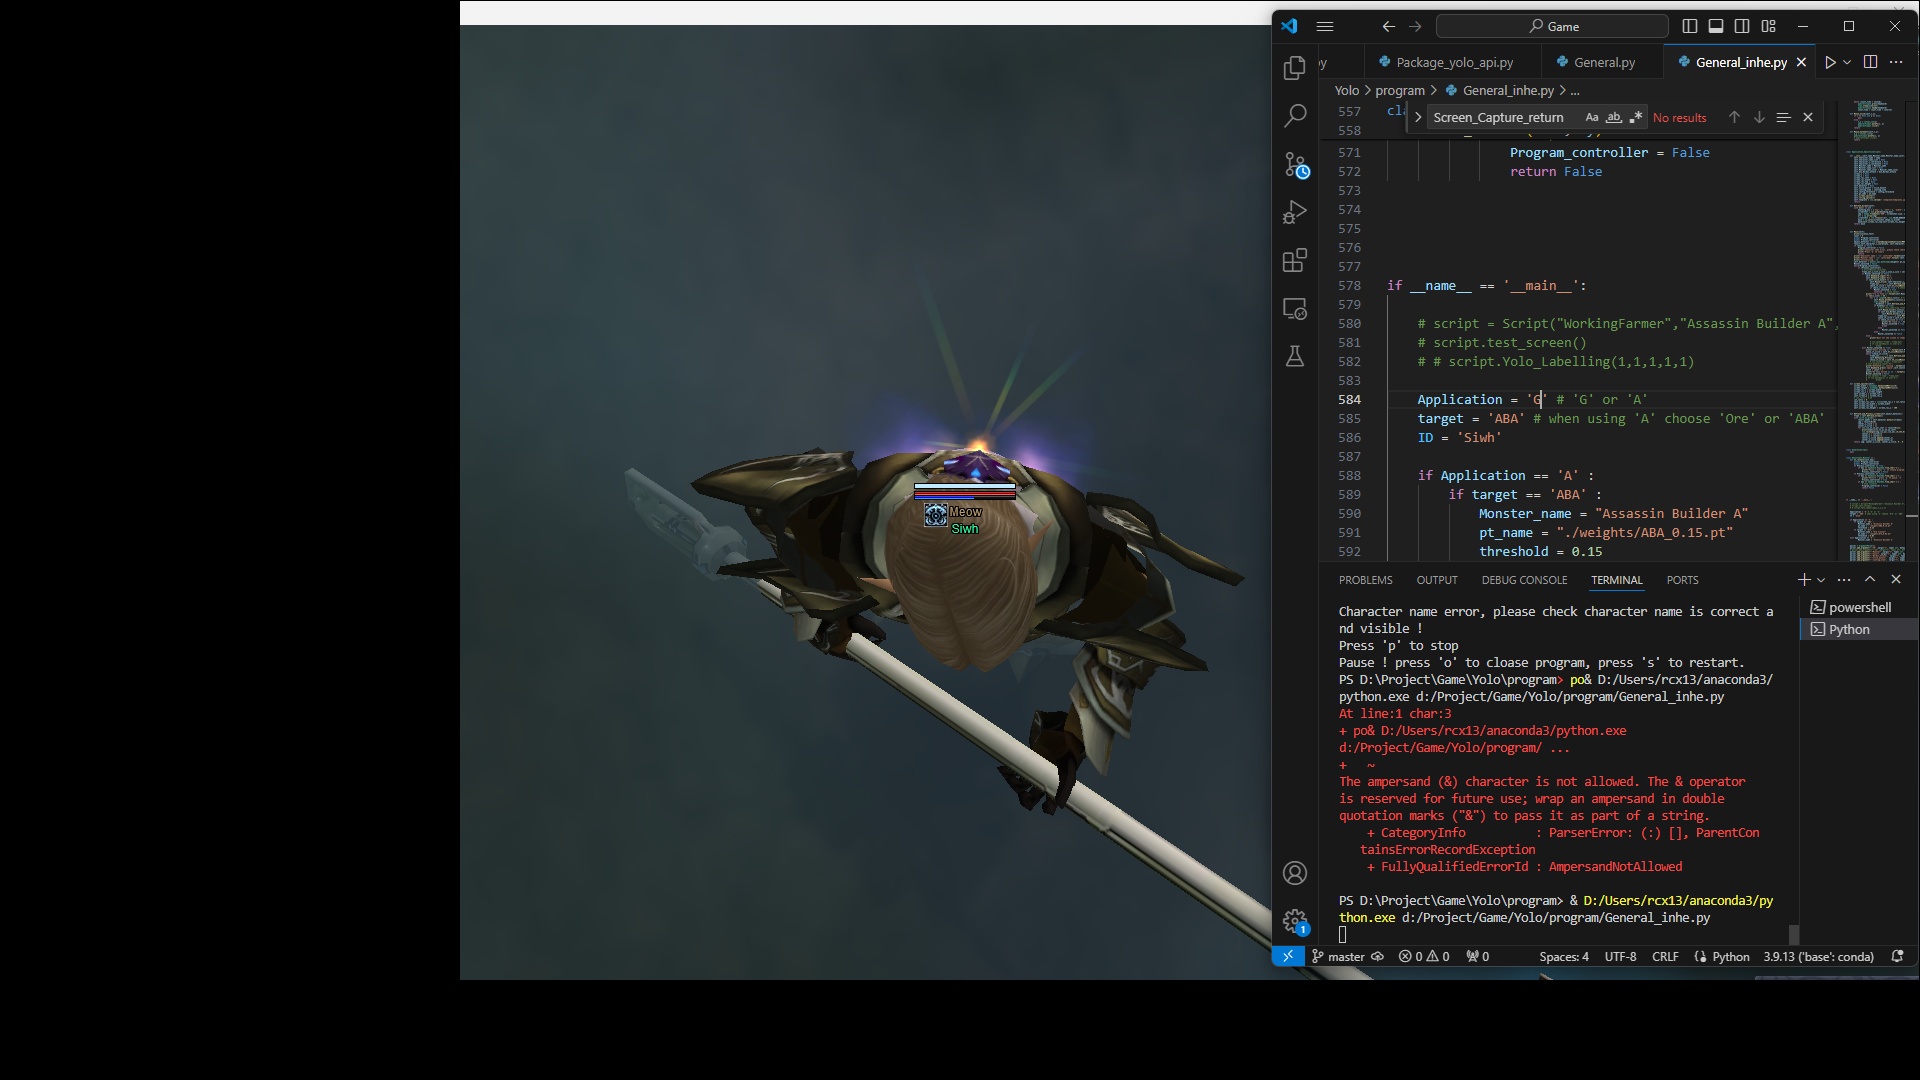 Meow
Siwh
Game
py
Package_yolo_api.py
General.py
General_inhe.py
Yolo > program > General_inhe.py > ...
Screen_Capture_return
Aa
ab
No results
557 cla
558
571 Program_controller = False
572 return False
573
574
575
576
577
578 if __name__ == '__main__':
579
580 # script = Script("WorkingFarmer","Assassin Builder A",
581 # script.test_screen()
582 # # script.Yolo_Labelling(1,1,1,1,1)
583
584 Application = 'G' # 'G' or 'A'
585 target = 'ABA' # when using 'A' choose 'Ore' or 'ABA'
586 ID = 'Siwh'
587
588 if Application == 'A' :
589 if target == 'ABA' :
590 Monster_name = "Assassin Builder A"
591 pt_name = "./weights/ABA_0.15.pt"
592 threshold = 0.15
PROBLEMS OUTPUT DEBUG CONSOLE TERMINAL PORTS
powershell
Python
Character name error, please check character name is correct a
nd visible !
Press 'p' to stop
Pause ! press 'o' to cloase program, press 's' to restart.
PS D:\Project\Game\Yolo\program> po& D:/Users/rcx13/anaconda3/
python.exe d:/Project/Game/Yolo/program/General_inhe.py
At line:1 char:3
+ po& D:/Users/rcx13/anaconda3/python.exe
d:/Project/Game/Yolo/program/ ...
+ ~
The ampersand (&) character is not allowed. The & operator
is reserved for future use; wrap an ampersand in double
quotation marks ("&") to pass it as part of a string.
+ CategoryInfo : ParserError: (:) [], ParentCon
tainsErrorRecordException
+ FullyQualifiedErrorId : AmpersandNotAllowed
PS D:\Project\Game\Yolo\program> & D:/Users/rcx13/anaconda3/py
thon.exe d:/Project/Game/Yolo/program/General_inhe.py
1
master 0 0 0 Spaces: 4 UTF-8 CRLF Python 3.9.13 ('base': conda)